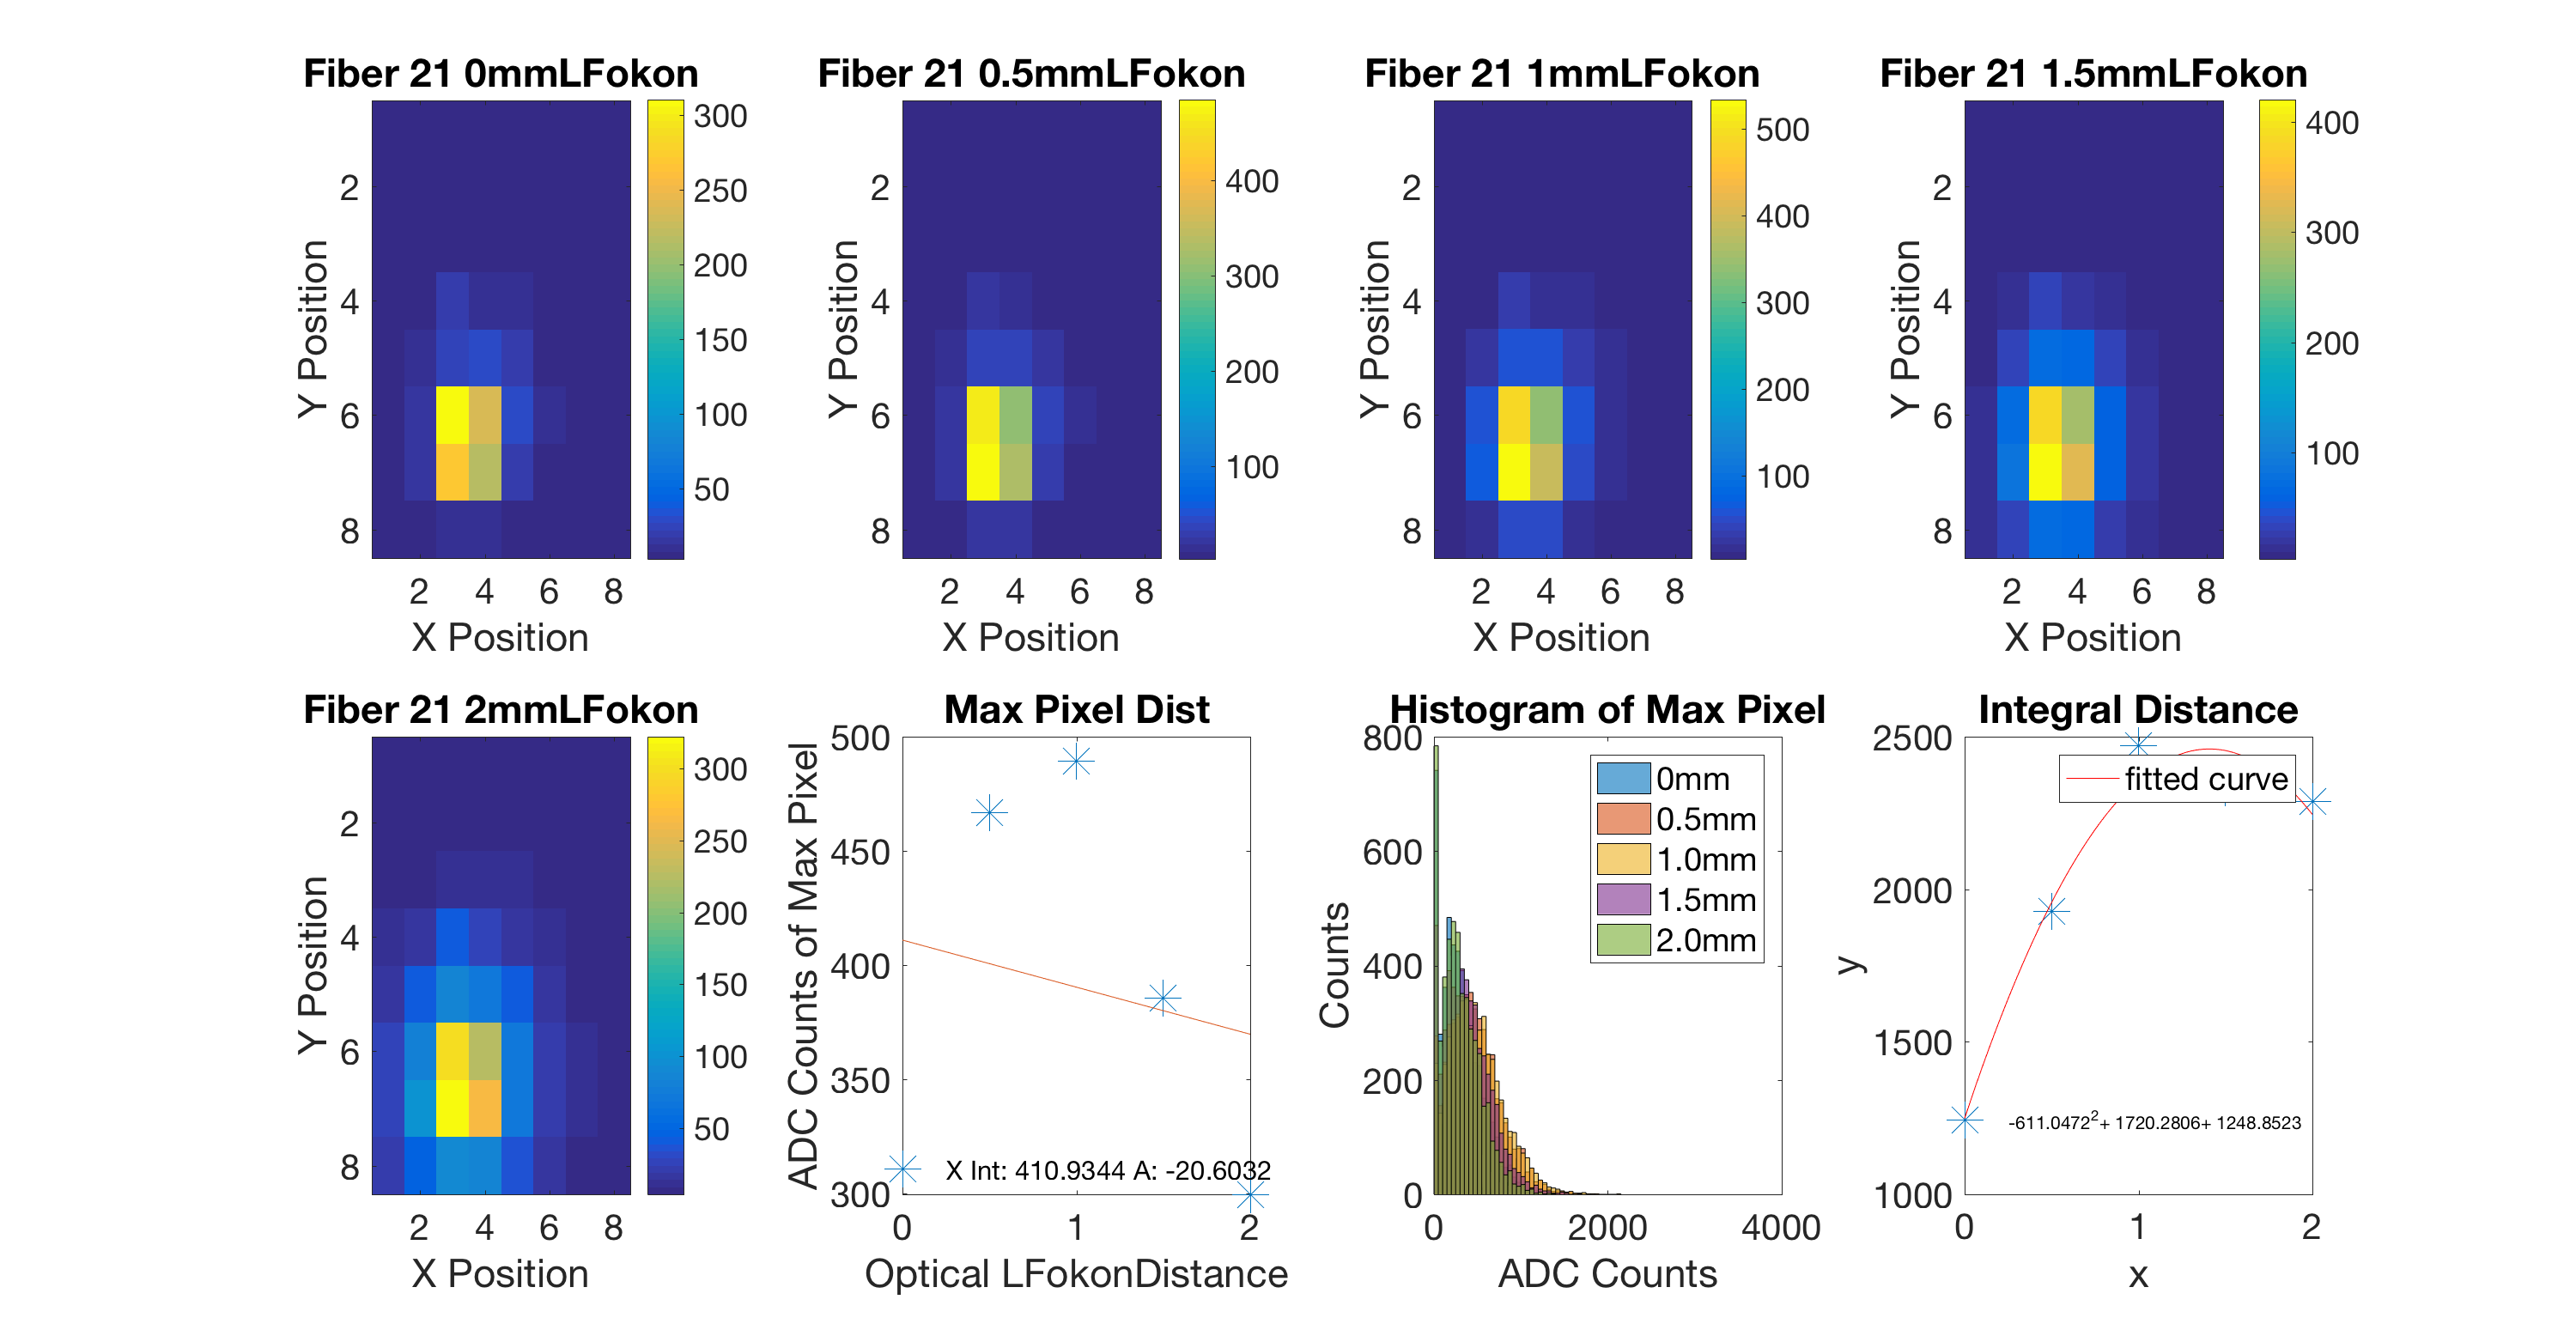 Fiber 21 0mmLFokon
300
250
200
150
100
50
2
4
6
8
Y Position
2 4 6 8
X Position
Fiber 21 0.5mmLFokon
400
300
200
100
2
4
6
8
Y Position
2 4 6 8
X Position
Fiber 21 1mmLFokon
500
400
300
200
100
2
4
6
8
Y Position
2 4 6 8
X Position
Fiber 21 1.5mmLFokon
400
300
200
100
2
4
6
8
Y Position
2 4 6 8
X Position
Fiber 21 2mmLFokon
300
250
200
150
100
50
2
4
6
8
Y Position
2 4 6 8
X Position
Max Pixel Dist
500
450
400
350
300
ADC Counts of Max Pixel
X Int: 410.9344 A: -20.6032
0 1 2
Optical LFokonDistance
Histogram of Max Pixel
800
600
400
200
0
Counts
0mm
0.5mm
1.0mm
1.5mm
2.0mm
0 2000 4000
ADC Counts
Integral Distance
2500
2000
1500
1000
y
fitted curve
-611.0472²+ 1720.2806+ 1248.8523
0 1 2
x